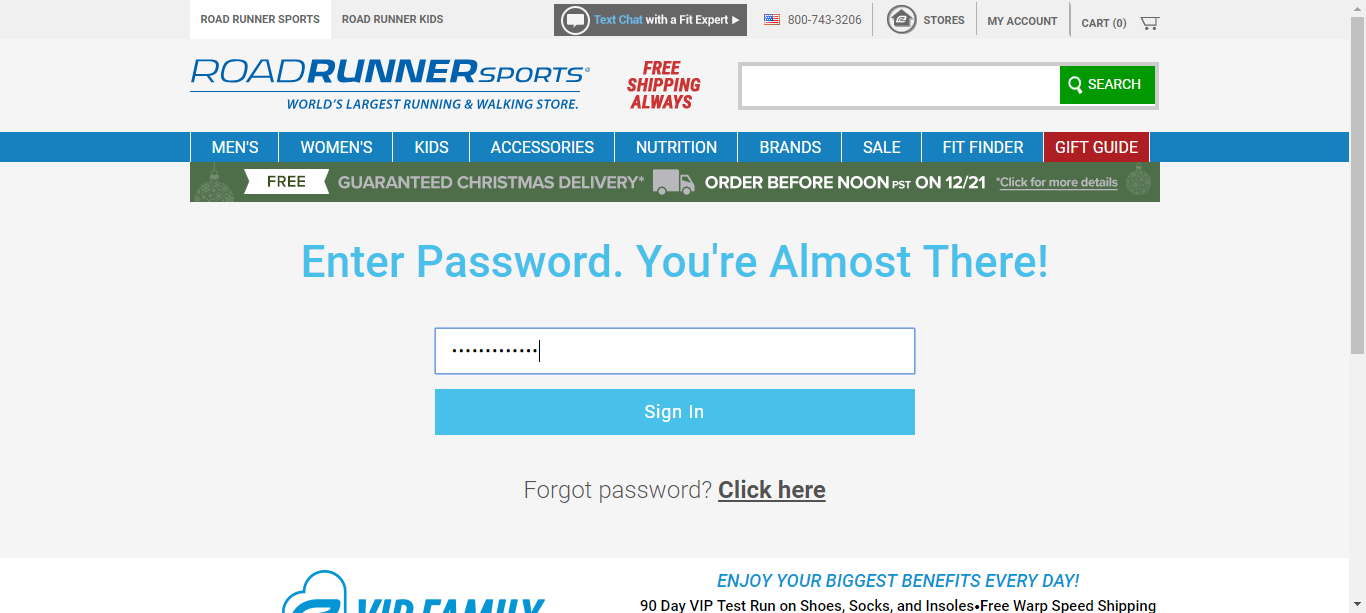 ROAD RUNNER SPORTS
ROAD RUNNER KIDS
Text Chat with a Fit Expert ▶
800-743-3206
STORES
MY ACCOUNT
CART (0)
ROADRUNNERSPORTS®
WORLD'S LARGEST RUNNING & WALKING STORE.
FREE
SHIPPING
ALWAYS
SEARCH
MEN'S
WOMEN'S
KIDS
ACCESSORIES
NUTRITION
BRANDS
SALE
FIT FINDER
GIFT GUIDE
FREE GUARANTEED CHRISTMAS DELIVERY* ORDER BEFORE NOON PST ON 12/21 *Click for more details
Enter Password. You're Almost There!
•••••••••••••
Sign In
Forgot password? Click here
VIP FAMILY
ENJOY YOUR BIGGEST BENEFITS EVERY DAY!
90 Day VIP Test Run on Shoes, Socks, and Insoles•Free Warp Speed Shipping